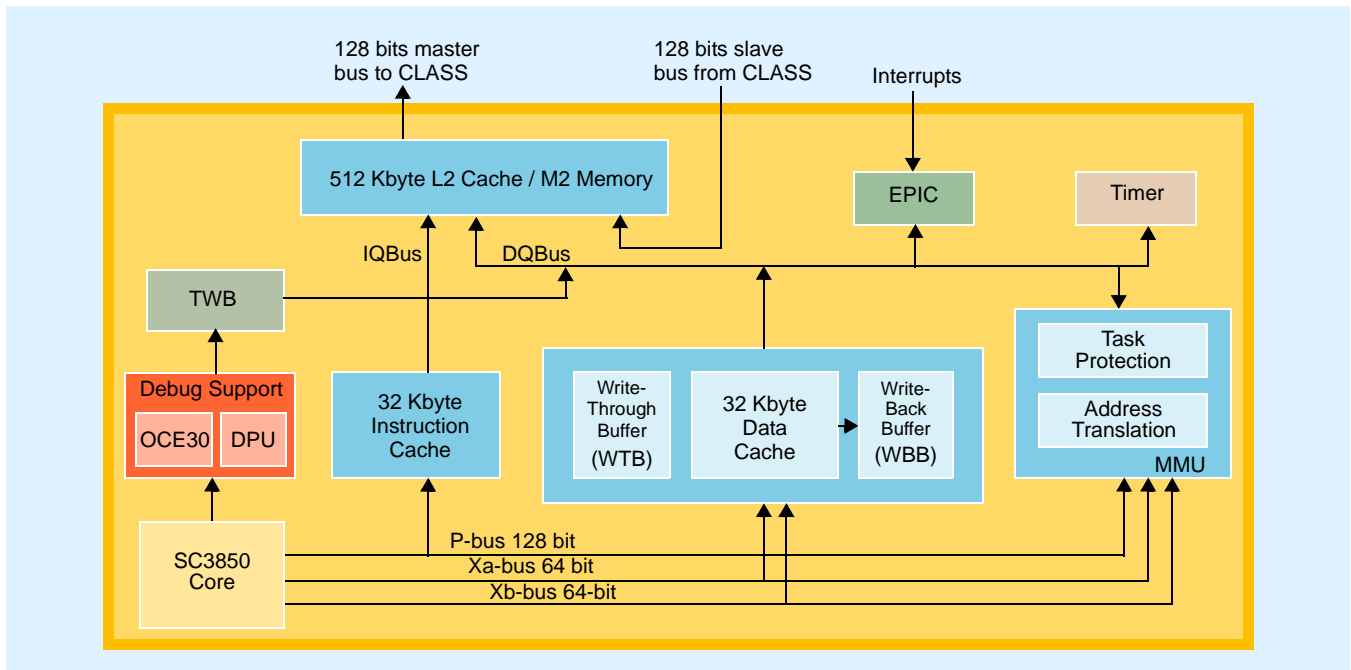 128 bits master
bus to CLASS
128 bits slave
bus from CLASS
Interrupts
512 Kbyte L2 Cache / M2 Memory
EPIC
Timer
IQBus
DQBus
TWB
Task
Protection
Address
Translation
MMU
Debug Support
OCE30
DPU
32 Kbyte
Instruction
Cache
Write-
Through
Buffer
(WTB)
32 Kbyte
Data
Cache
Write-
Back
Buffer
(WBB)
SC3850
Core
P-bus 128 bit
Xa-bus 64 bit
Xb-bus 64-bit